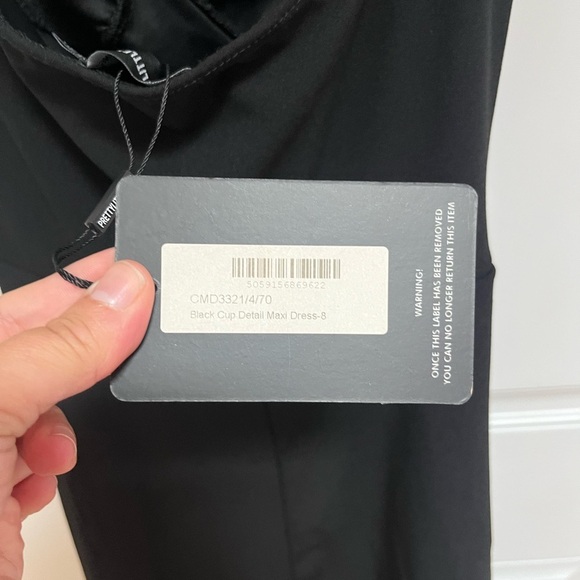 5059156869622
CMD3321/4/70
Black Cup Detail Maxi Dress-8
WARNING!
ONCE THIS LABEL HAS BEEN REMOVED
YOU CAN NO LONGER RETURN THIS ITEM